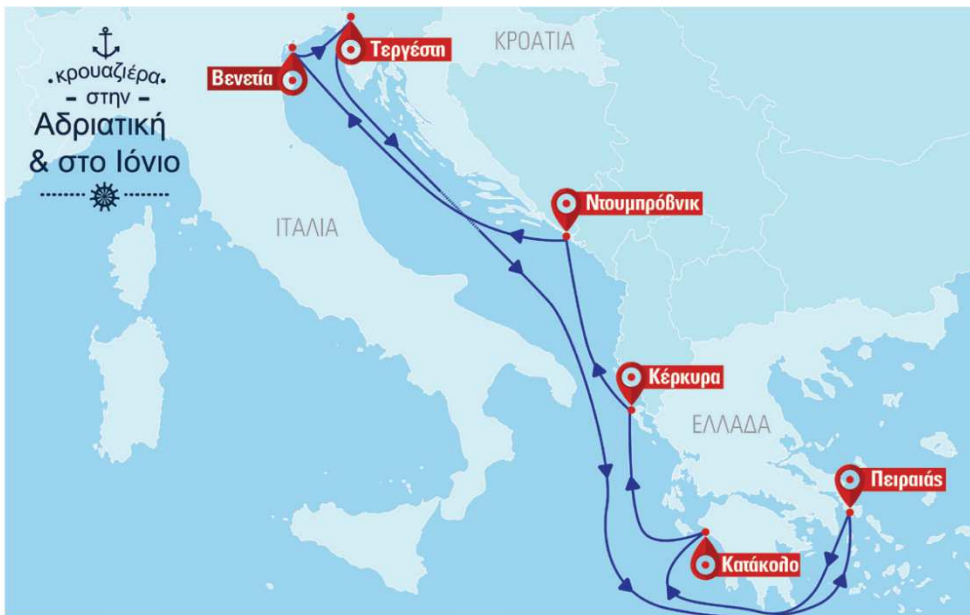 κρουαζιέρα
στην
Αδριατική
& στο Ιόνιο
Βενετία
Τεργέστη
ΚΡΟΑΤΙΑ
Ντουμπρόβνικ
ΙΤΑΛΙΑ
Κέρκυρα
ΕΛΛΑΔΑ
Πειραιάς
Κατάκολο